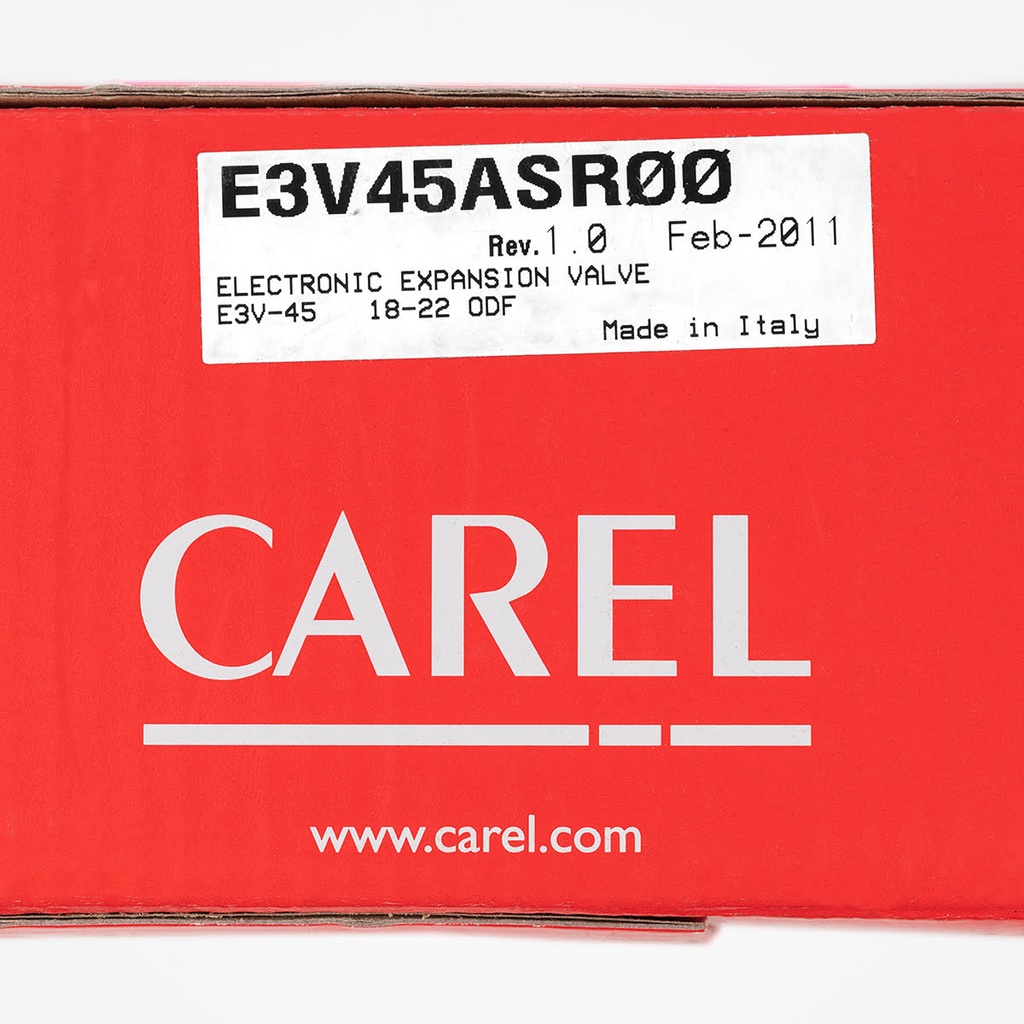 E3V45ASR00
Rev. 1.0 Feb-2011
ELECTRONIC EXPANSION VALVE
E3V-45 18-22 ODF
Made in Italy
CAREL
www.carel.com